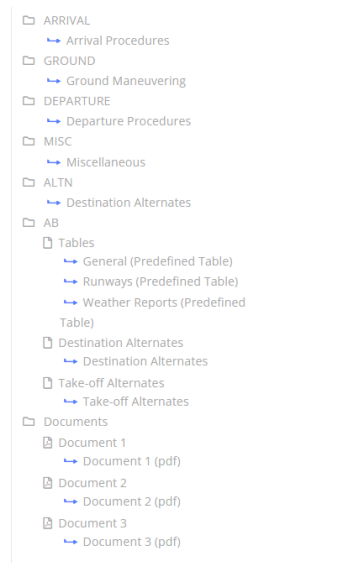 ARRIVAL
Arrival Procedures
GROUND
Ground Maneuvering
DEPARTURE
Departure Procedures
MISC
Miscellaneous
ALTN
Destination Alternates
AB
Tables
General (Predefined Table)
Runways (Predefined Table)
Weather Reports (Predefined
Table)
Destination Alternates
Destination Alternates
Take-off Alternates
Take-off Alternates
Documents
Document 1
Document 1 (pdf)
Document 2
Document 2 (pdf)
Document 3
Document 3 (pdf)